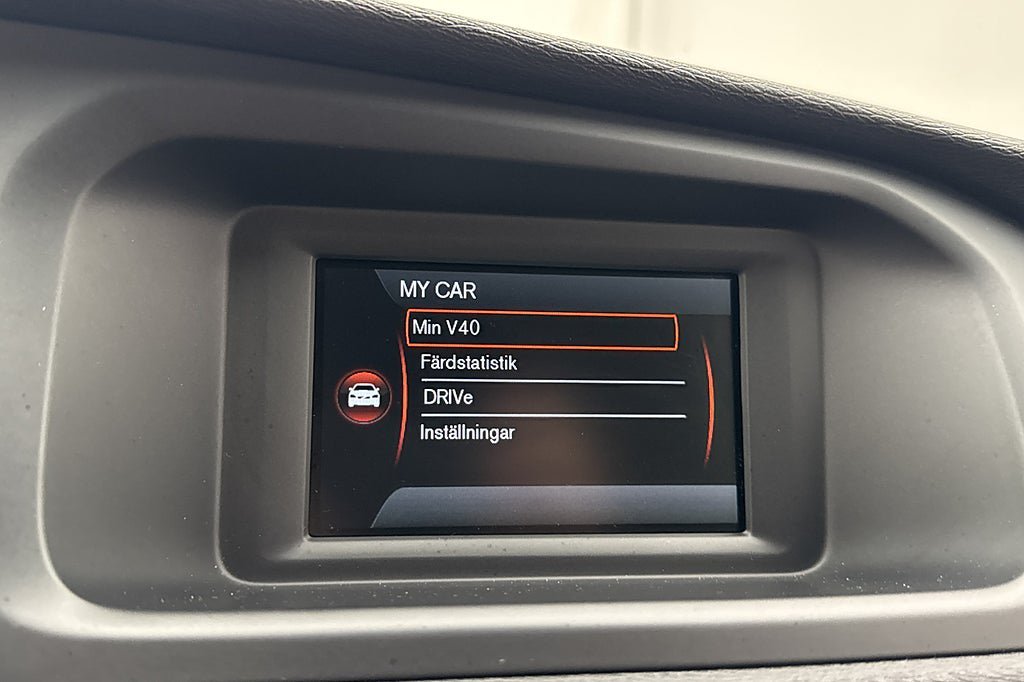 MY CAR
Min V40
Färdstatistik
DRIVe
Inställningar